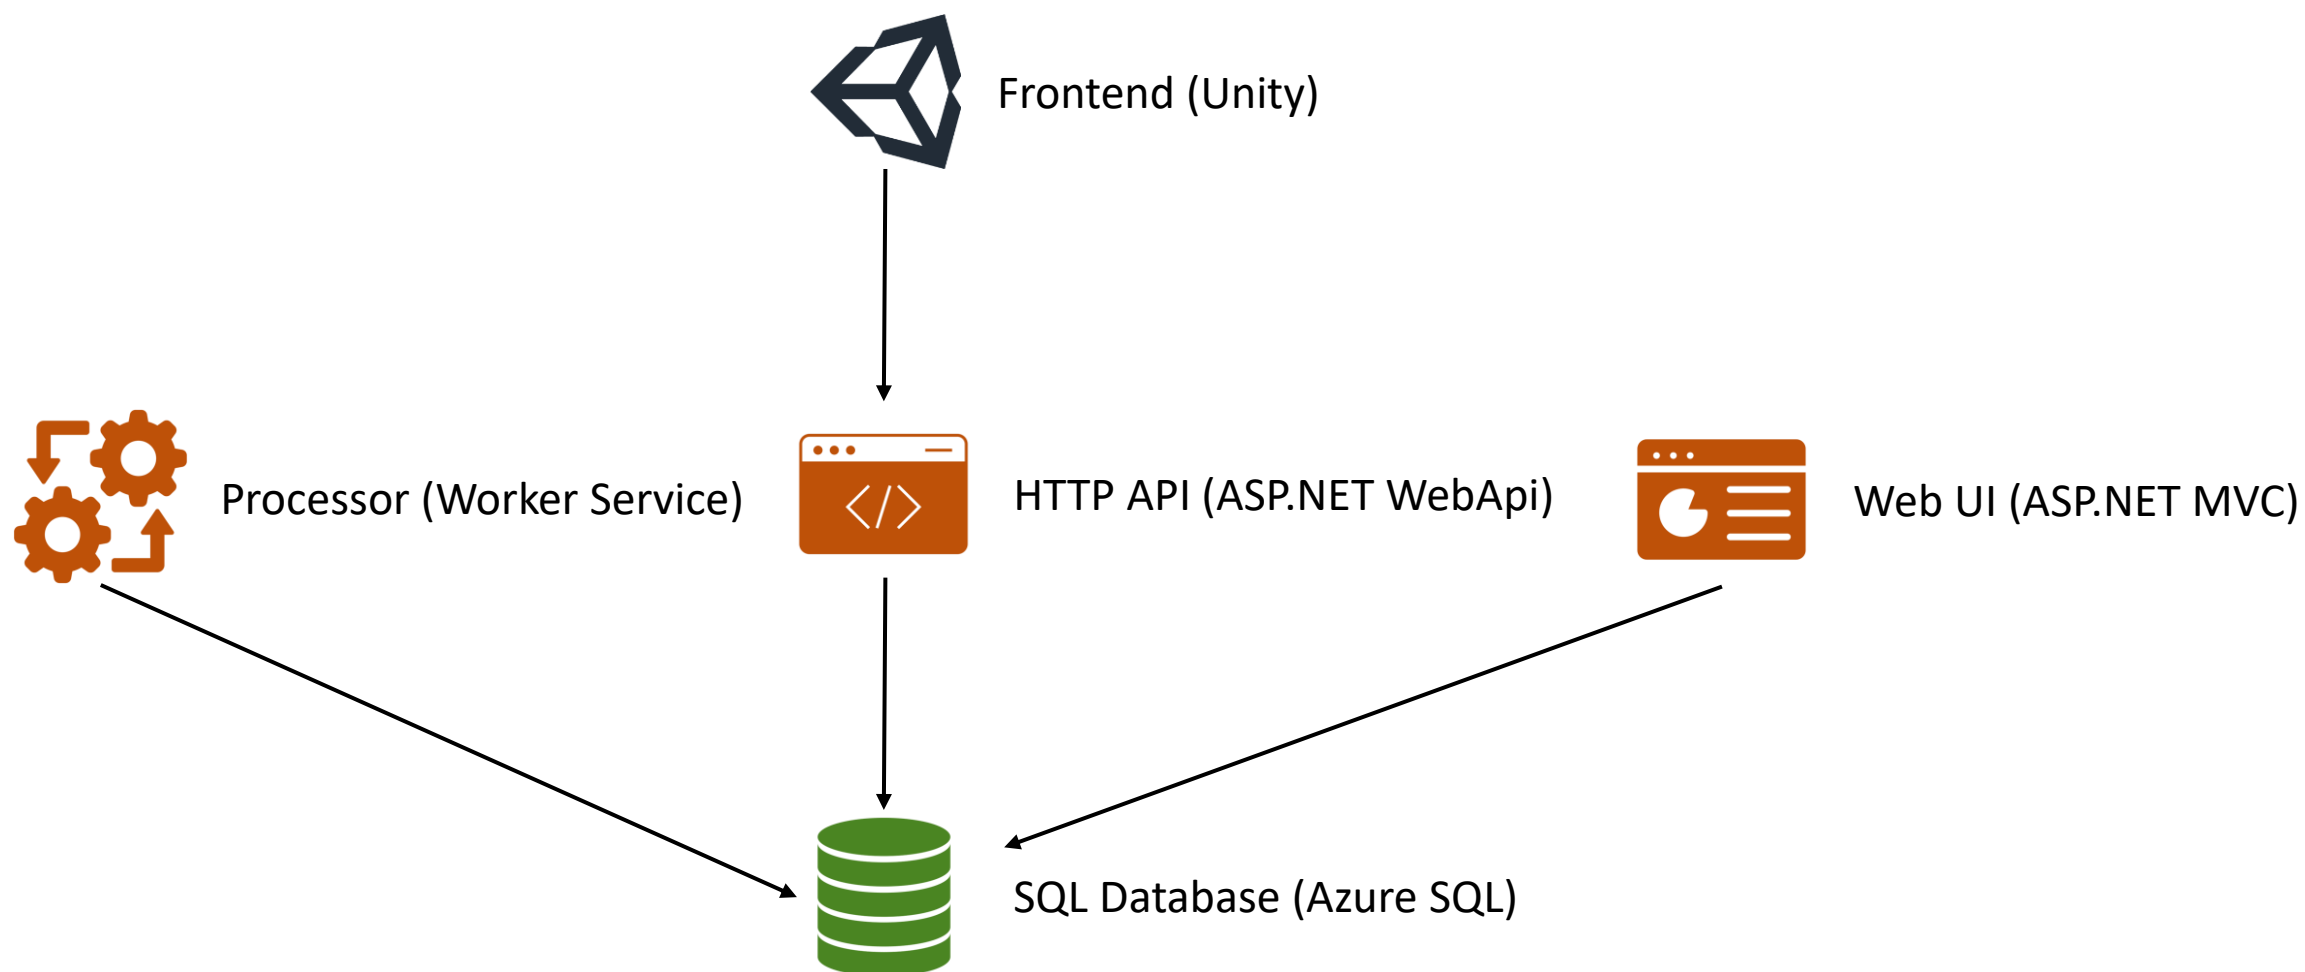 Frontend (Unity)
Processor (Worker Service)
HTTP API (ASP.NET WebApi)
Web UI (ASP.NET MVC)
SQL Database (Azure SQL)